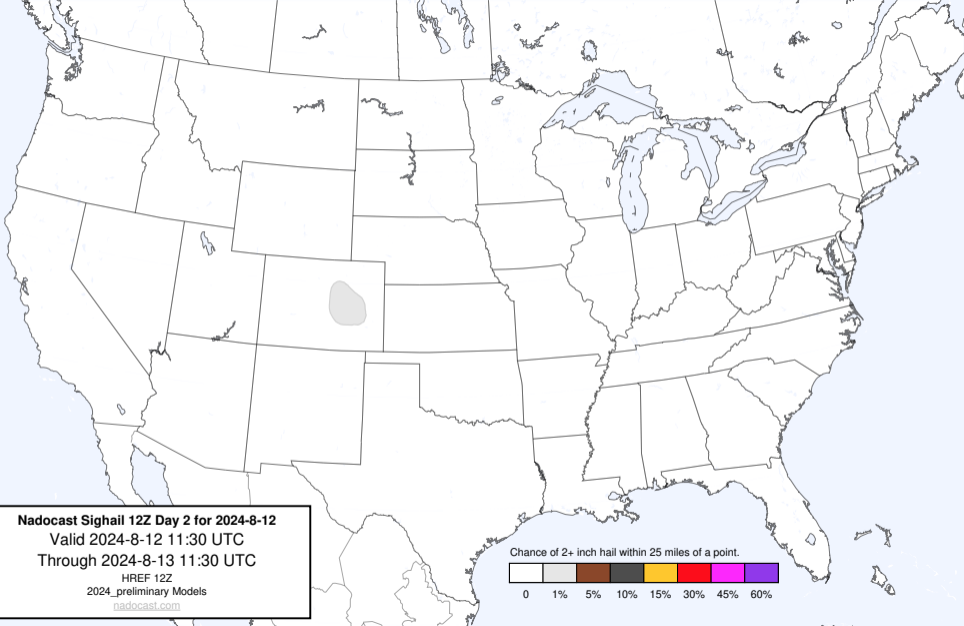 Nadocast Sighail 12Z Day 2 for 2024-8-12
Valid 2024-8-12 11:30 UTC
Through 2024-8-13 11:30 UTC
HREF 12Z
2024_preliminary Models
nadocast.com
Chance of 2+ inch hail within 25 miles of a point.
0 1% 5% 10% 15% 30% 45% 60%